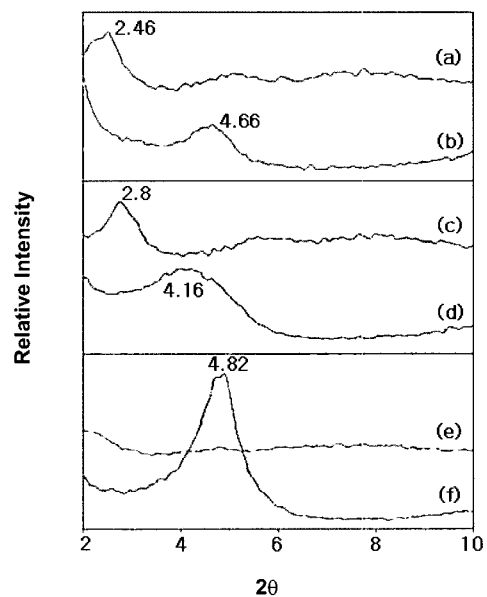 2.46
(a)
4.66
(b)
2.8
(c)
4.16
(d)
4.82
(e)
(f)
Relative Intensity
2 4 6 8 10
2θ